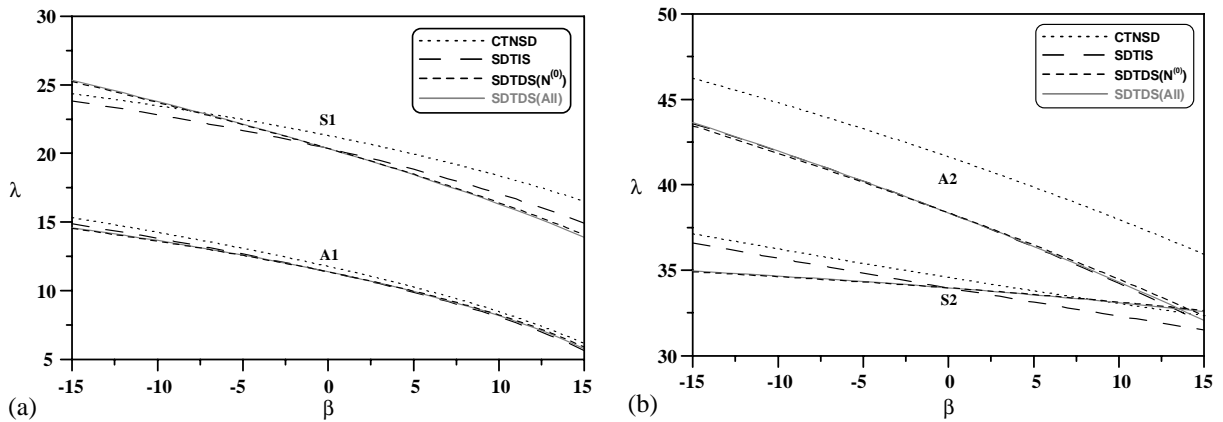 30
25
20
15
10
5
λ
CTNSD
SDTIS
SDTDS(N(0))
SDTDS(All)
S1
A1
-15 -10 -5 0 5 10 15
β
(a)
50
45
40
35
30
λ
CTNSD
SDTIS
SDTDS(N(0))
SDTDS(All)
A2
S2
-15 -10 -5 0 5 10 15
β
(b)